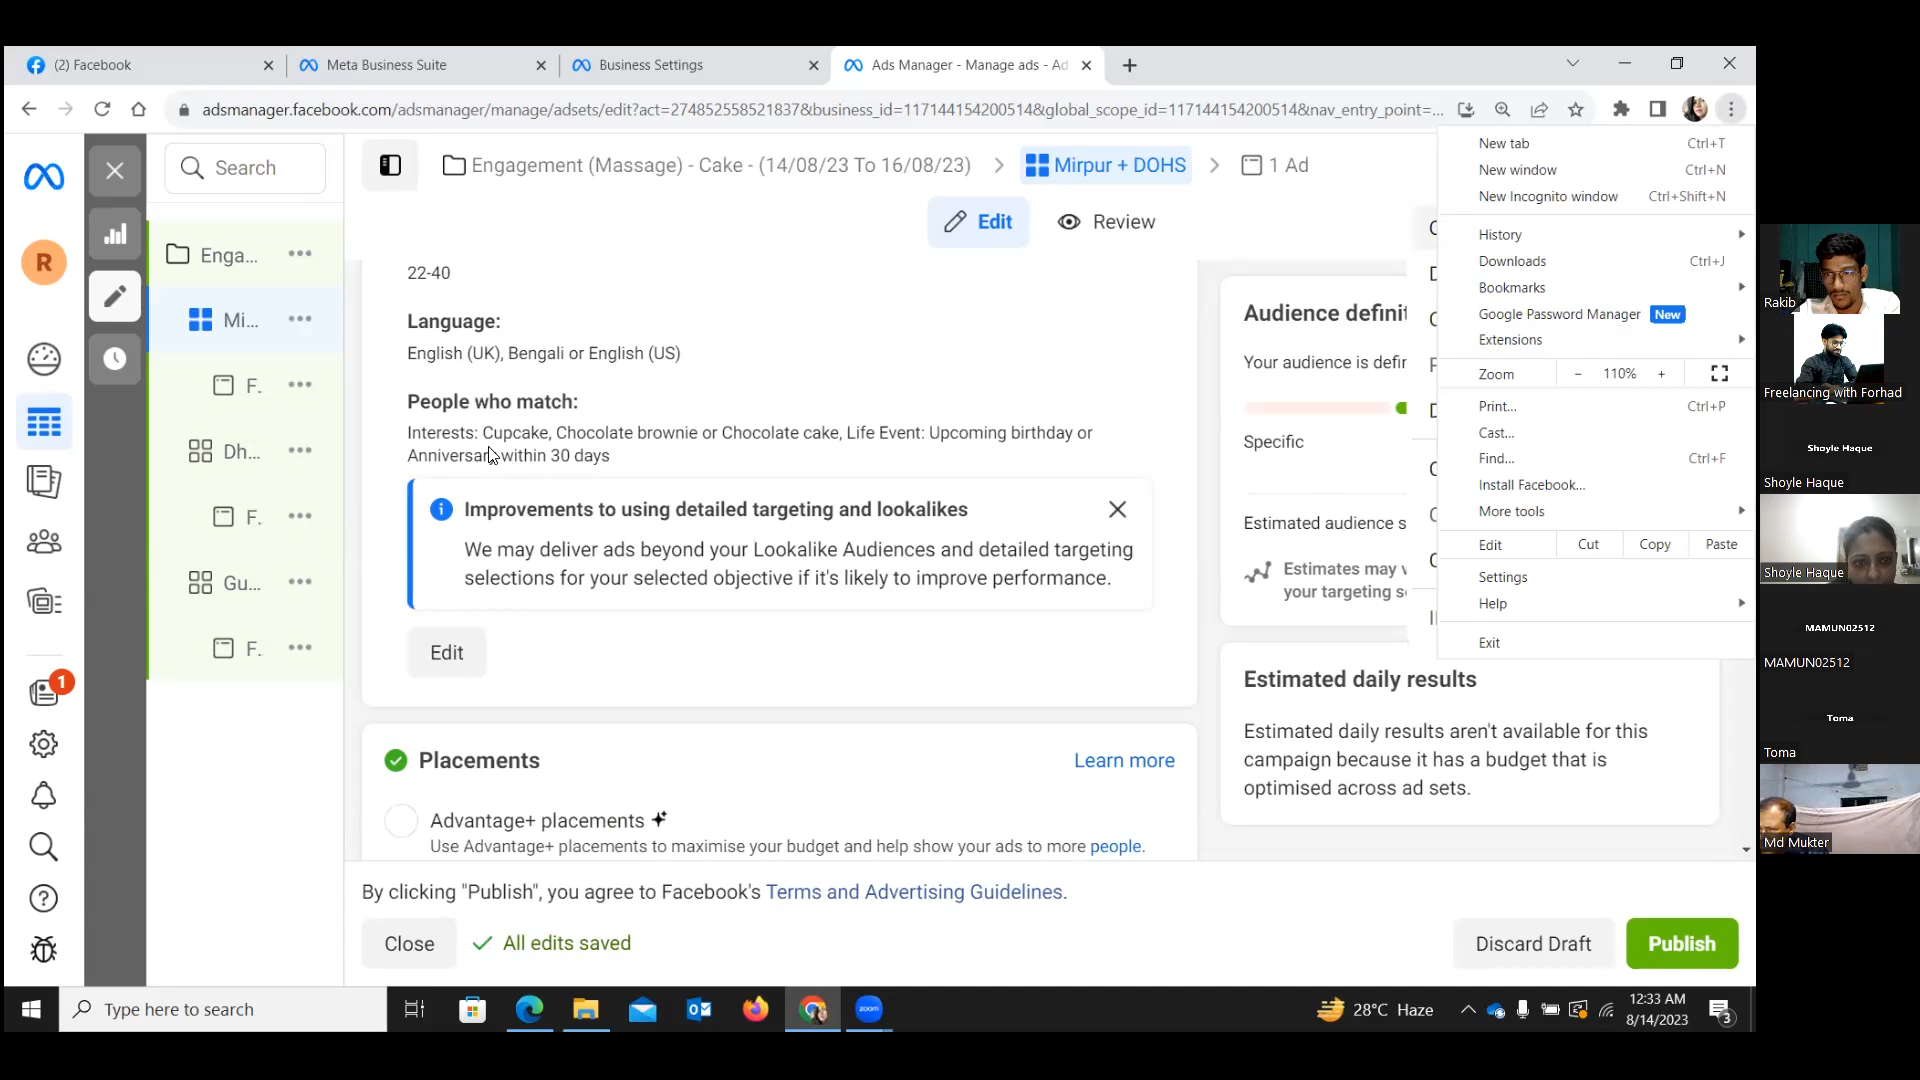 (2) Facebook
Meta Business Suite
Business Settings
Ads Manager - Manage ads - Ad
adsmanager.facebook.com/adsmanager/manage/adsets/edit?act=274852558521837&business_id=117144154200514&global_scope_id=117144154200514&nav_entry_point=...
Search
R
Enga...
Mi...
F.
Dh...
F.
Gu...
F.
1
Engagement (Massage) - Cake - (14/08/23 To 16/08/23)
Mirpur + DOHS
1 Ad
Edit
Review
22-40
Language:
English (UK), Bengali or English (US)
People who match:
Interests: Cupcake, Chocolate brownie or Chocolate cake, Life Event: Upcoming birthday or
within 30 days
Improvements to using detailed targeting and lookalikes
We may deliver ads beyond your Lookalike Audiences and detailed targeting
selections for your selected objective if it's likely to improve performance.
Edit
Placements
Learn more
Advantage+ placements
Use Advantage+ placements to maximise your budget and help show your ads to more people.
Audience definit
Your audience is defin
Specific
Estimated audience s
Estimates may v
your targeting se
Estimated daily results
Estimated daily results aren't available for this
campaign because it has a budget that is
optimised across ad sets.
New tab Ctrl+T
New window Ctrl+N
New Incognito window Ctrl+Shift+N
History
Downloads Ctrl+J
Bookmarks
Google Password Manager New
Extensions
Zoom - 110% +
Print... Ctrl+P
Cast...
Find... Ctrl+F
Install Facebook...
More tools
Edit Cut Copy Paste
Settings
Help
Exit
By clicking "Publish", you agree to Facebook's Terms and Advertising Guidelines.
Close
All edits saved
Discard Draft
Publish
Type here to search
zoom
28°C Haze
12:33 AM
8/14/2023
3
Rakib
Freelancing with Forhad
Shoyle Haque
Shoyle Haque
Shoyle Haque
MAMUN02512
MAMUN02512
Toma
Toma
Md Mukter